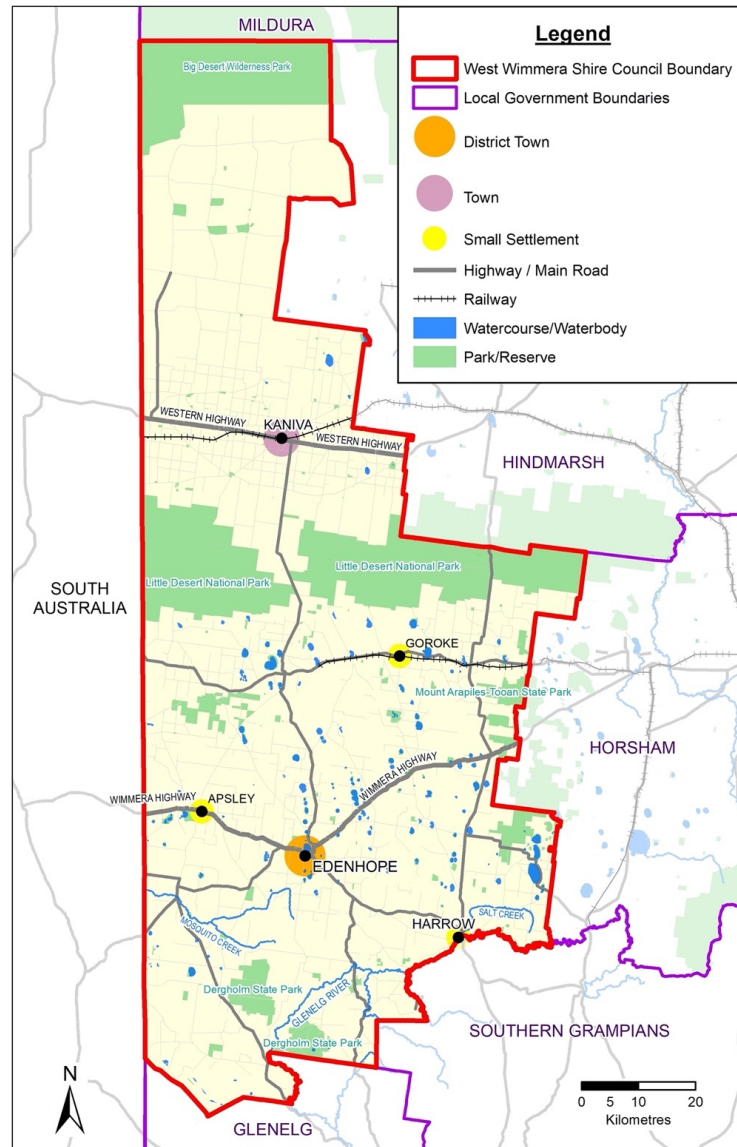 MILDURA
Big Desert Wilderness Park
Legend
West Wimmera Shire Council Boundary
Local Government Boundaries
District Town
Town
Small Settlement
Highway / Main Road
Railway
Watercourse/Waterbody
Park/Reserve
WESTERN HIGHWAY
KANIVA
WESTERN HIGHWAY
HINDMARSH
Little Desert National Park
Little Desert National Park
SOUTH
AUSTRALIA
GOROKE
Mount Arapiles-Tooan State Park
HORSHAM
WIMMERA HIGHWAY
WIMMERA HIGHWAY
APSLEY
EDENHOPE
HARROW
SALT CREEK
MOSQUITO CREEK
Dergholm State Park
GLENELG RIVER
Dergholm State Park
SOUTHERN GRAMPIANS
N
GLENELG
0 5 10 20
Kilometres